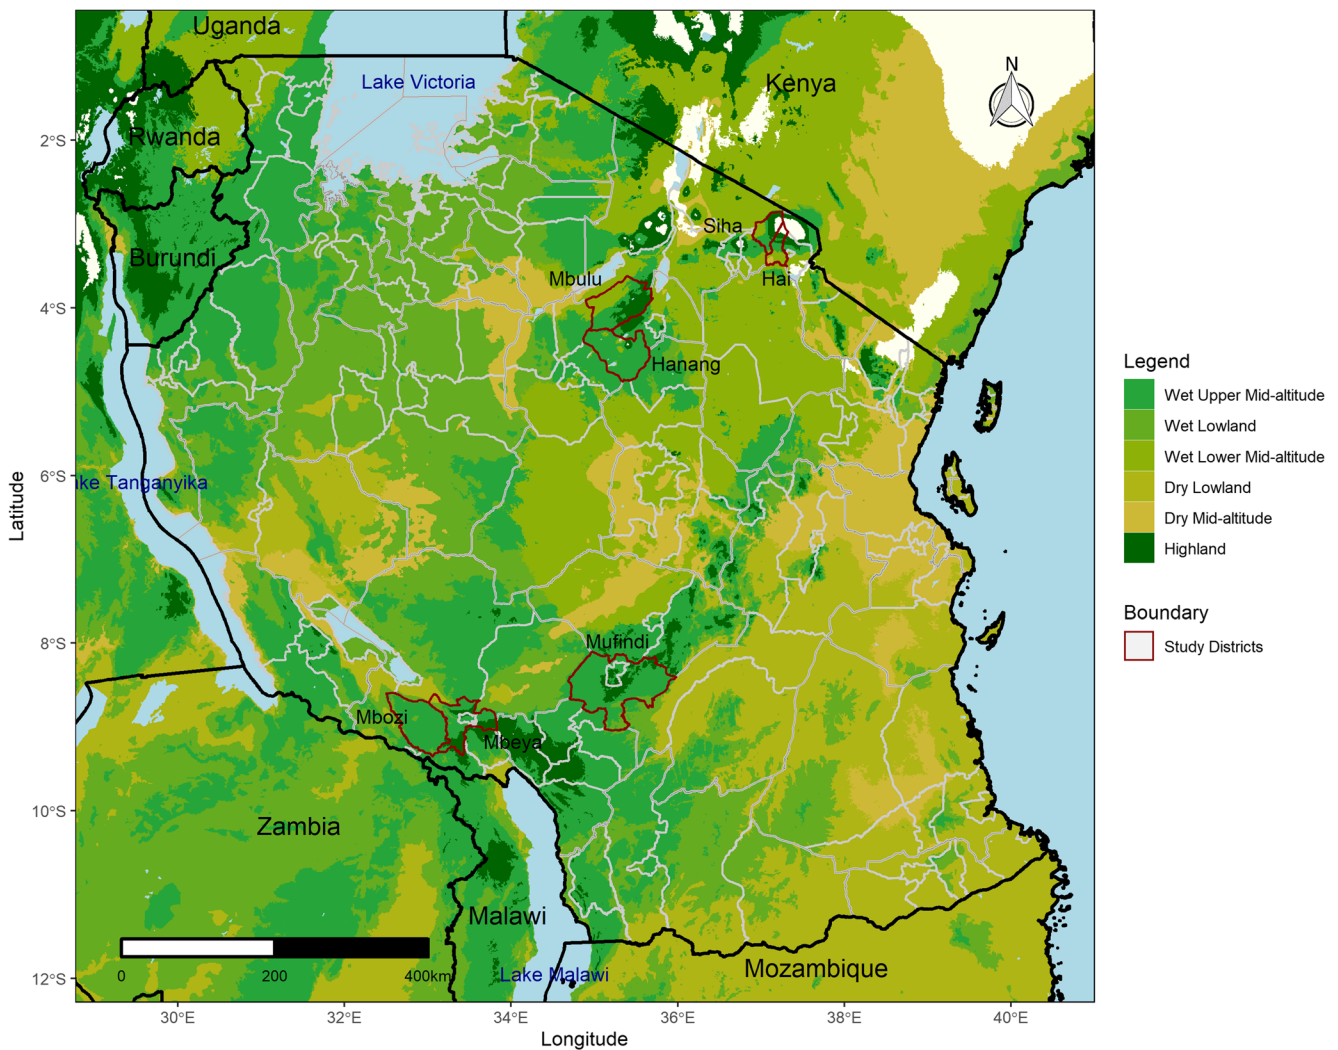 Uganda
Lake Victoria
Kenya
N
Rwanda
Burundi
Siha
Hai
Mbulu
Hanang
ake Tanganyika
Mufindi
Mbozi
Mbeya
Zambia
Malawi
Lake Malawi
Mozambique
0
200
400km
2°S
4°S
6°S
8°S
10°S
12°S
Latitude
30°E
32°E
34°E
36°E
38°E
40°E
Longitude
Legend
Wet Upper Mid-altitude
Wet Lowland
Wet Lower Mid-altitude
Dry Lowland
Dry Mid-altitude
Highland
Boundary
Study Districts